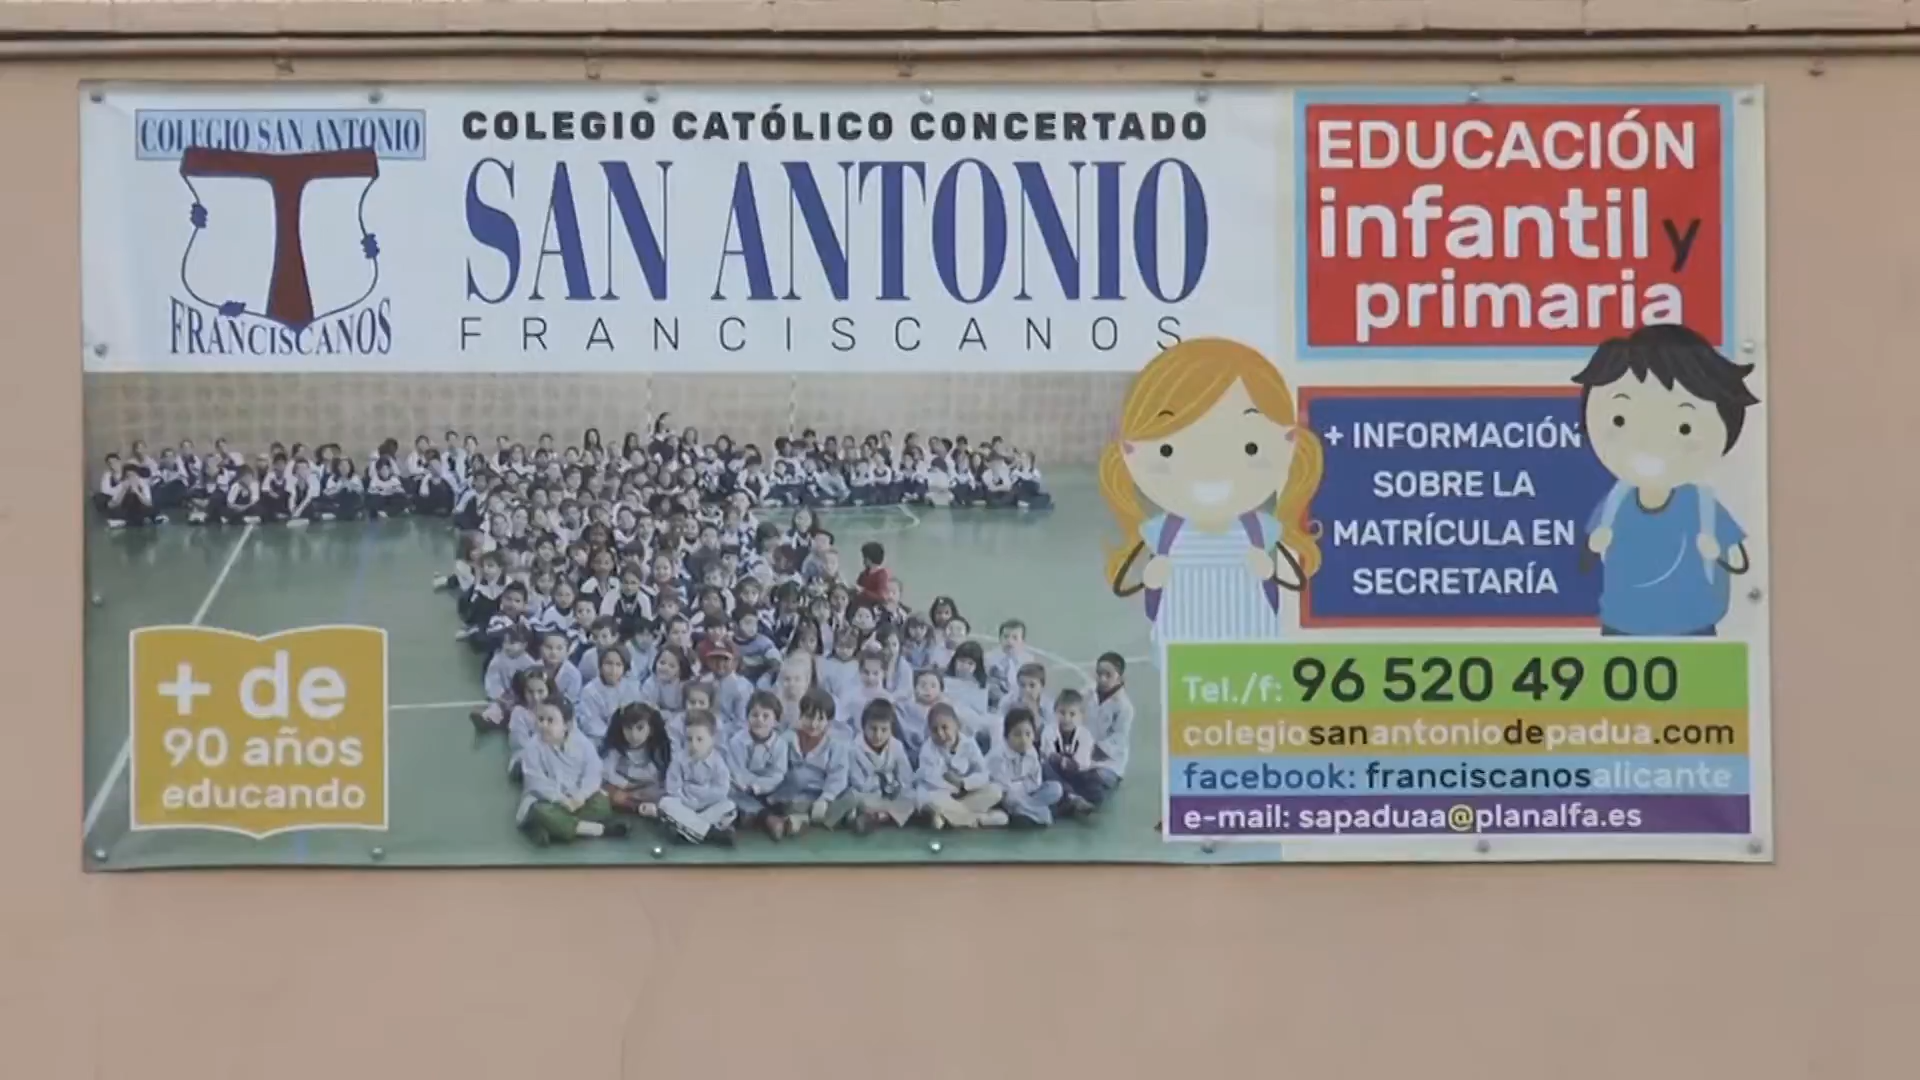 COLEGIO SAN ANTONIO
FRANCISCANOS
COLEGIO CATÓLICO CONCERTADO
SAN ANTONIO
FRANCISCANOS
EDUCACIÓN
infantil y
primaria
+ INFORMACIÓN
SOBRE LA
MATRÍCULA EN
SECRETARÍA
+ de
90 años
educando
Tel./f: 96 520 49 00
colegiosanantoniodepadua.com
facebook: franciscanosalicante
e-mail: sapaduaa@planalfa.es